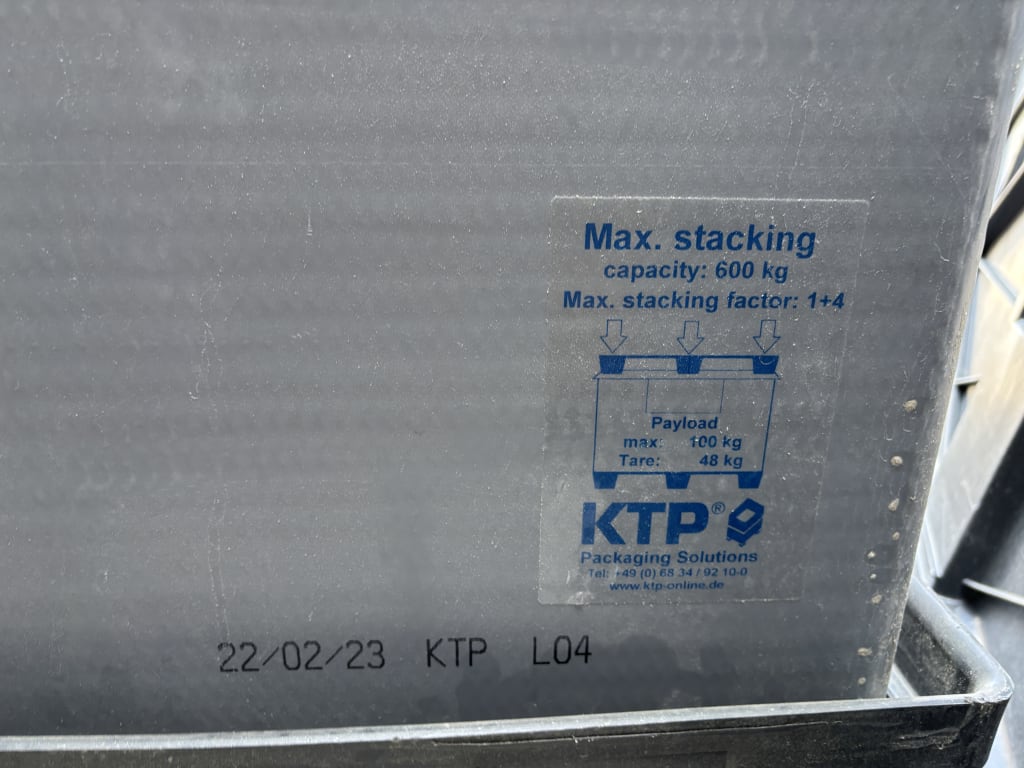 Max. stacking
capacity: 600 kg
Max. stacking factor: 1+4
Payload
max: 100 kg
Tare: 48 kg
KTP®
Packaging Solutions
Tel: +49 (0) 68 34 / 92 10-0
www.ktp-online.de
22/02/23 KTP L04